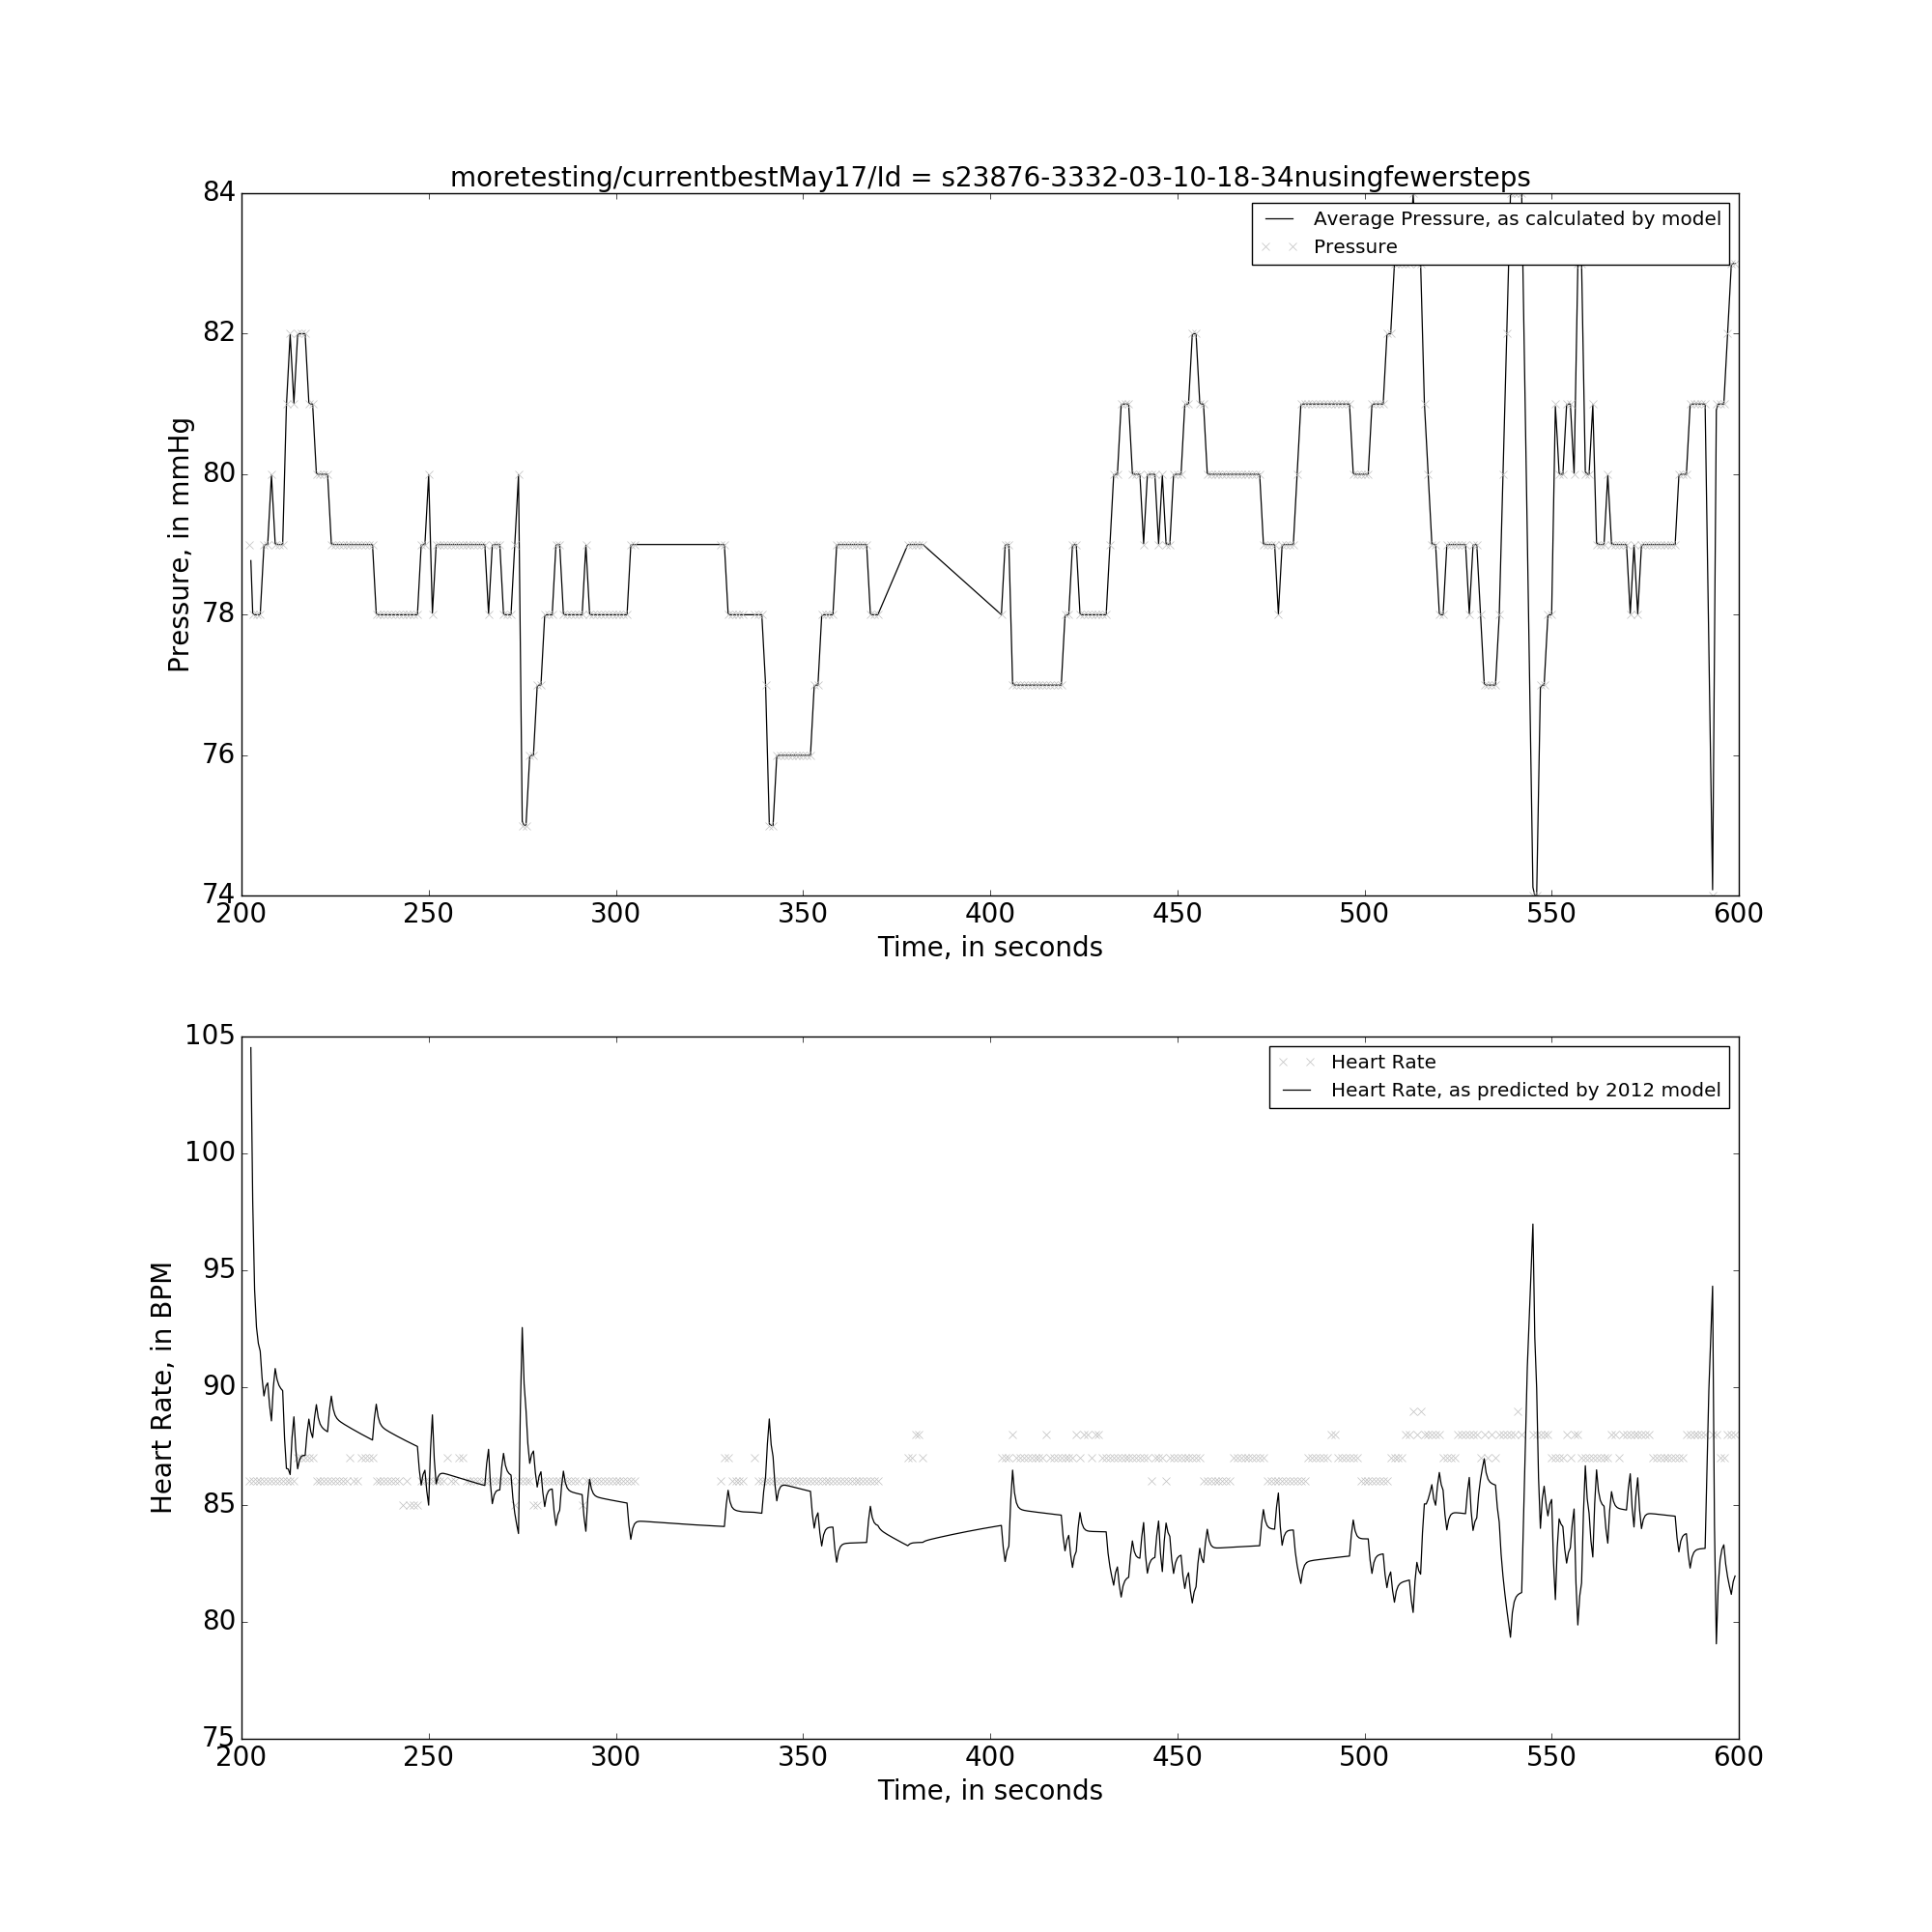 moretesting/currentbestMay17/Id = s23876-3332-03-10-18-34nusingfewersteps
84
82
80
78
76
74
Pressure, in mmHg
Average Pressure, as calculated by model
Pressure
200 250 300 350 400 450 500 550 600
Time, in seconds
105
100
95
90
85
80
75
Heart Rate, in BPM
Heart Rate
Heart Rate, as predicted by 2012 model
200 250 300 350 400 450 500 550 600
Time, in seconds